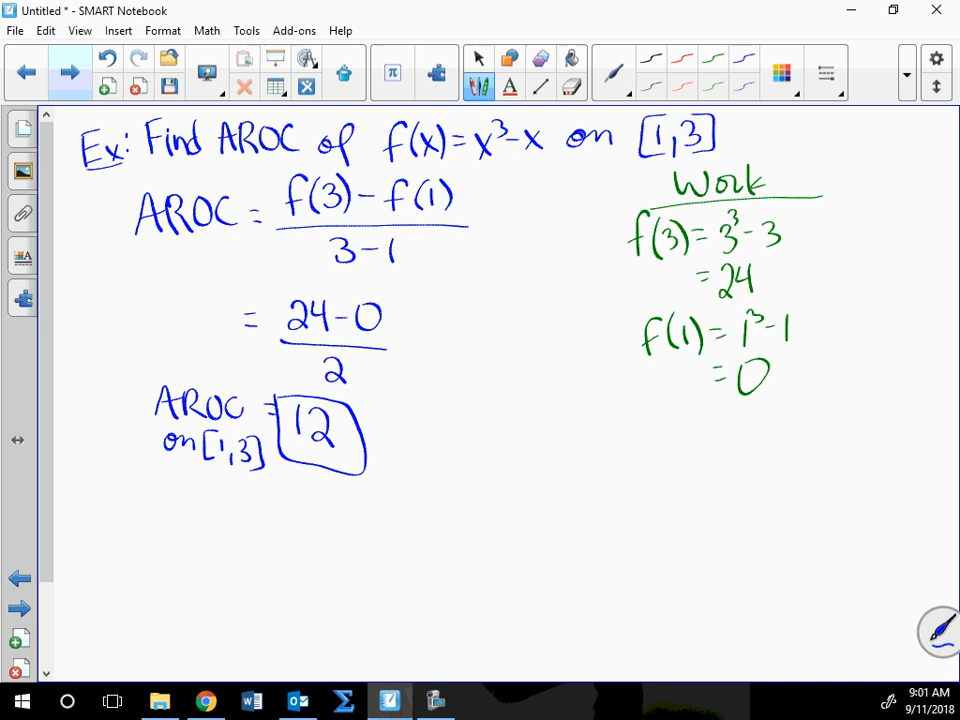 Untitled * - SMART Notebook
File Edit View Insert Format Math Tools Add-ons Help
Ex: Find AROC of f(x) = x³-x on [1,3]
AROC = f(3) - f(1)
3-1
= 24-0
2
AROC = 12
on [1,3]
Work
f(3) = 3³-3
= 24
f(1) = 1³-1
= 0
9:01 AM
9/11/2018